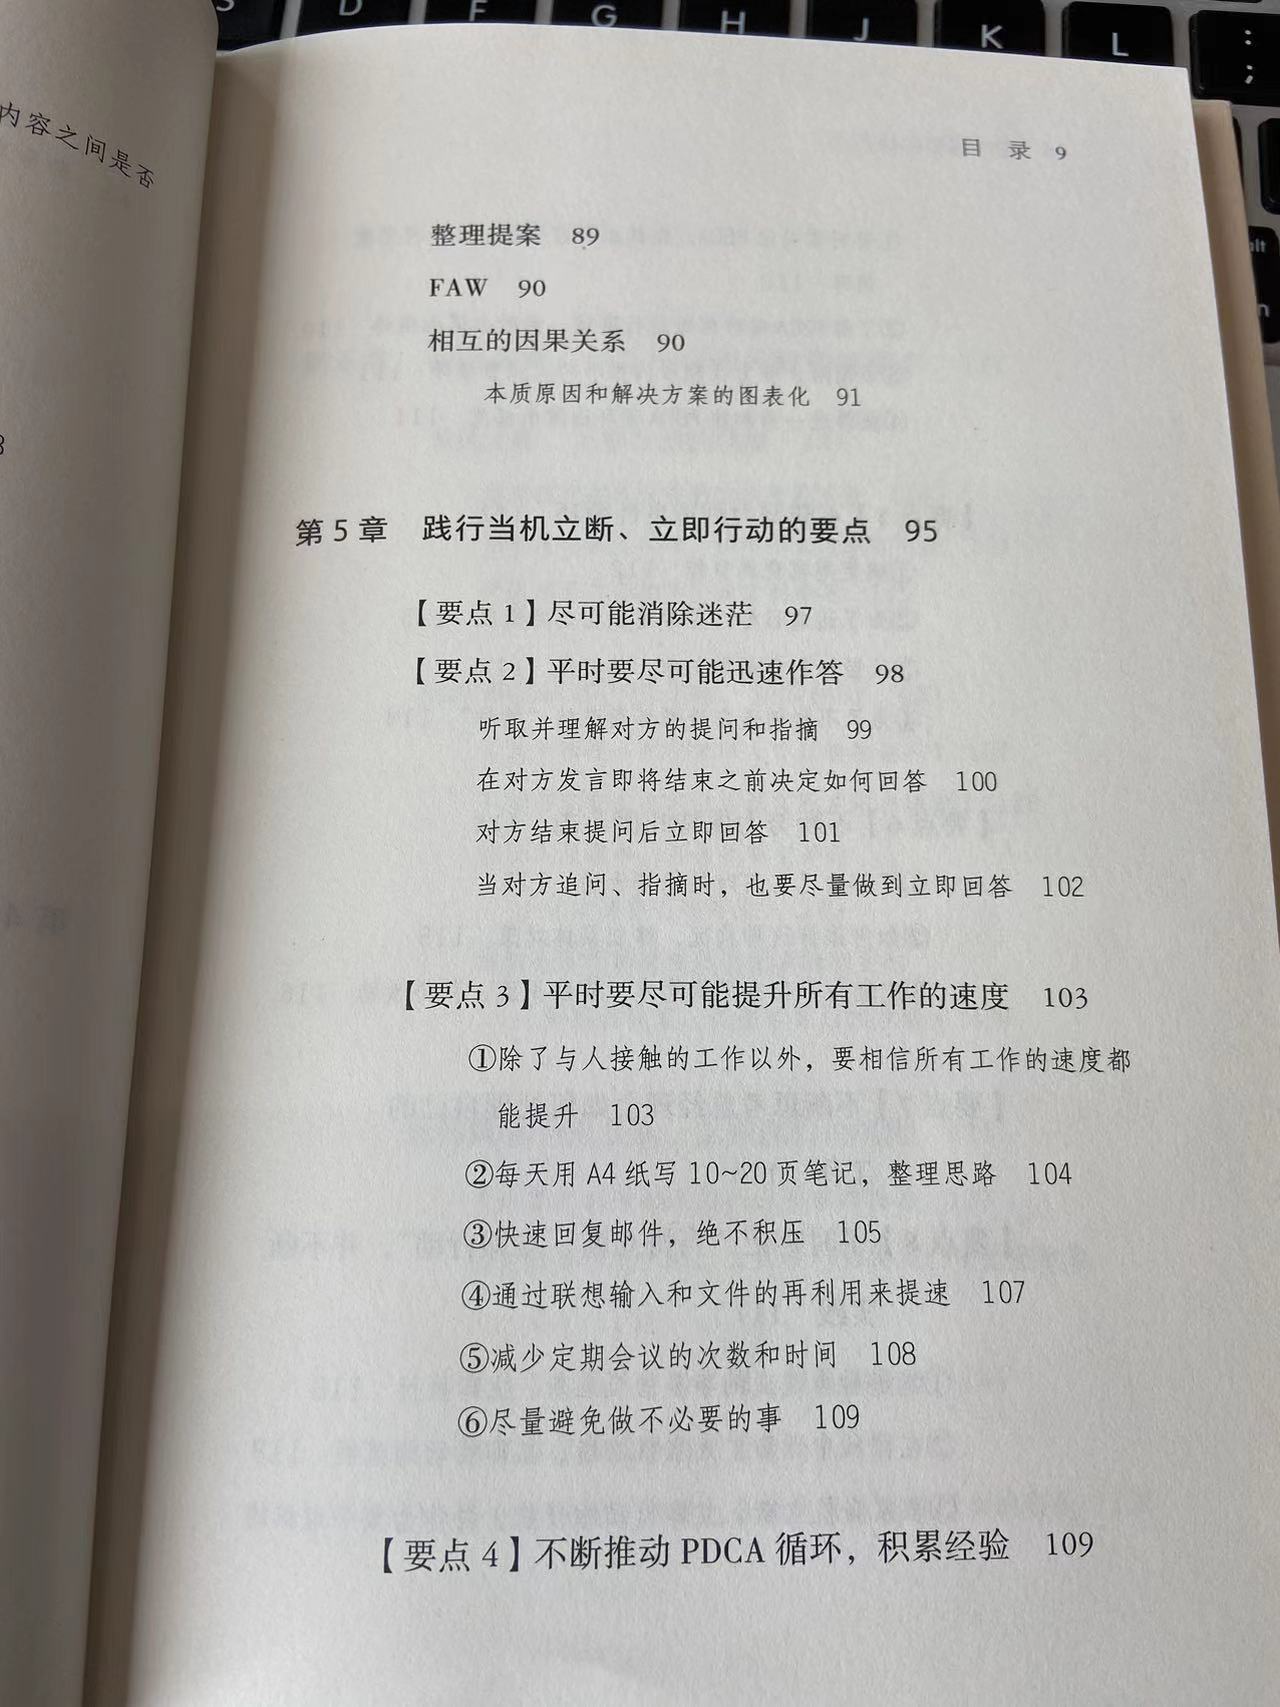 S D F G H J K L : ;
内容之间是否
目 录 9
整理提案 89
FAW 90
相互的因果关系 90
本质原因和解决方案的图表化 91
第5章 践行当机立断、立即行动的要点 95
【要点1】尽可能消除迷茫 97
【要点2】平时要尽可能迅速作答 98
听取并理解对方的提问和指摘 99
在对方发言即将结束之前决定如何回答 100
对方结束提问后立即回答 101
当对方追问、指摘时，也要尽量做到立即回答 102
【要点3】平时要尽可能提升所有工作的速度 103
①除了与人接触的工作以外，要相信所有工作的速度都
能提升 103
②每天用A4纸写10~20页笔记，整理思路 104
③快速回复邮件，绝不积压 105
④通过联想输入和文件的再利用来提速 107
⑤减少定期会议的次数和时间 108
⑥尽量避免做不必要的事 109
【要点4】不断推动PDCA循环，积累经验 109